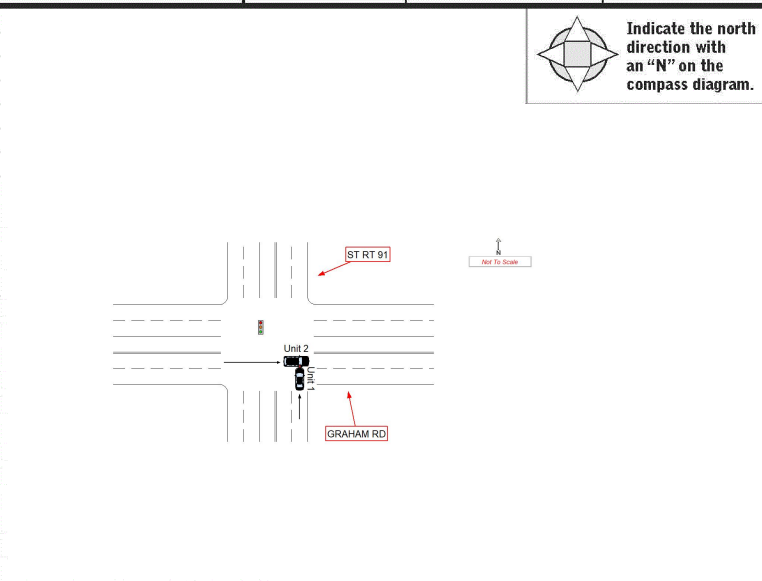 Indicate the north
direction with
an “N” on the
compass diagram.
ST RT 91
N
Not To Scale
Unit 2
Unit 1
GRAHAM RD